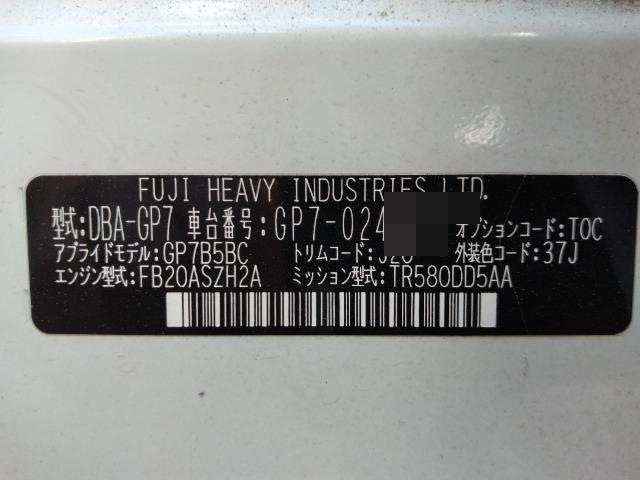 FUJI HEAVY INDUSTRIES LTD.
型式:DBA-GP7 車台番号:GP7-024 オプションコード:TOC
アプライドモデル:GP7B5BC トリムコード: 外装色コード:37J
エンジン型式:FB20ASZH2A ミッション型式:TR580DD5AA